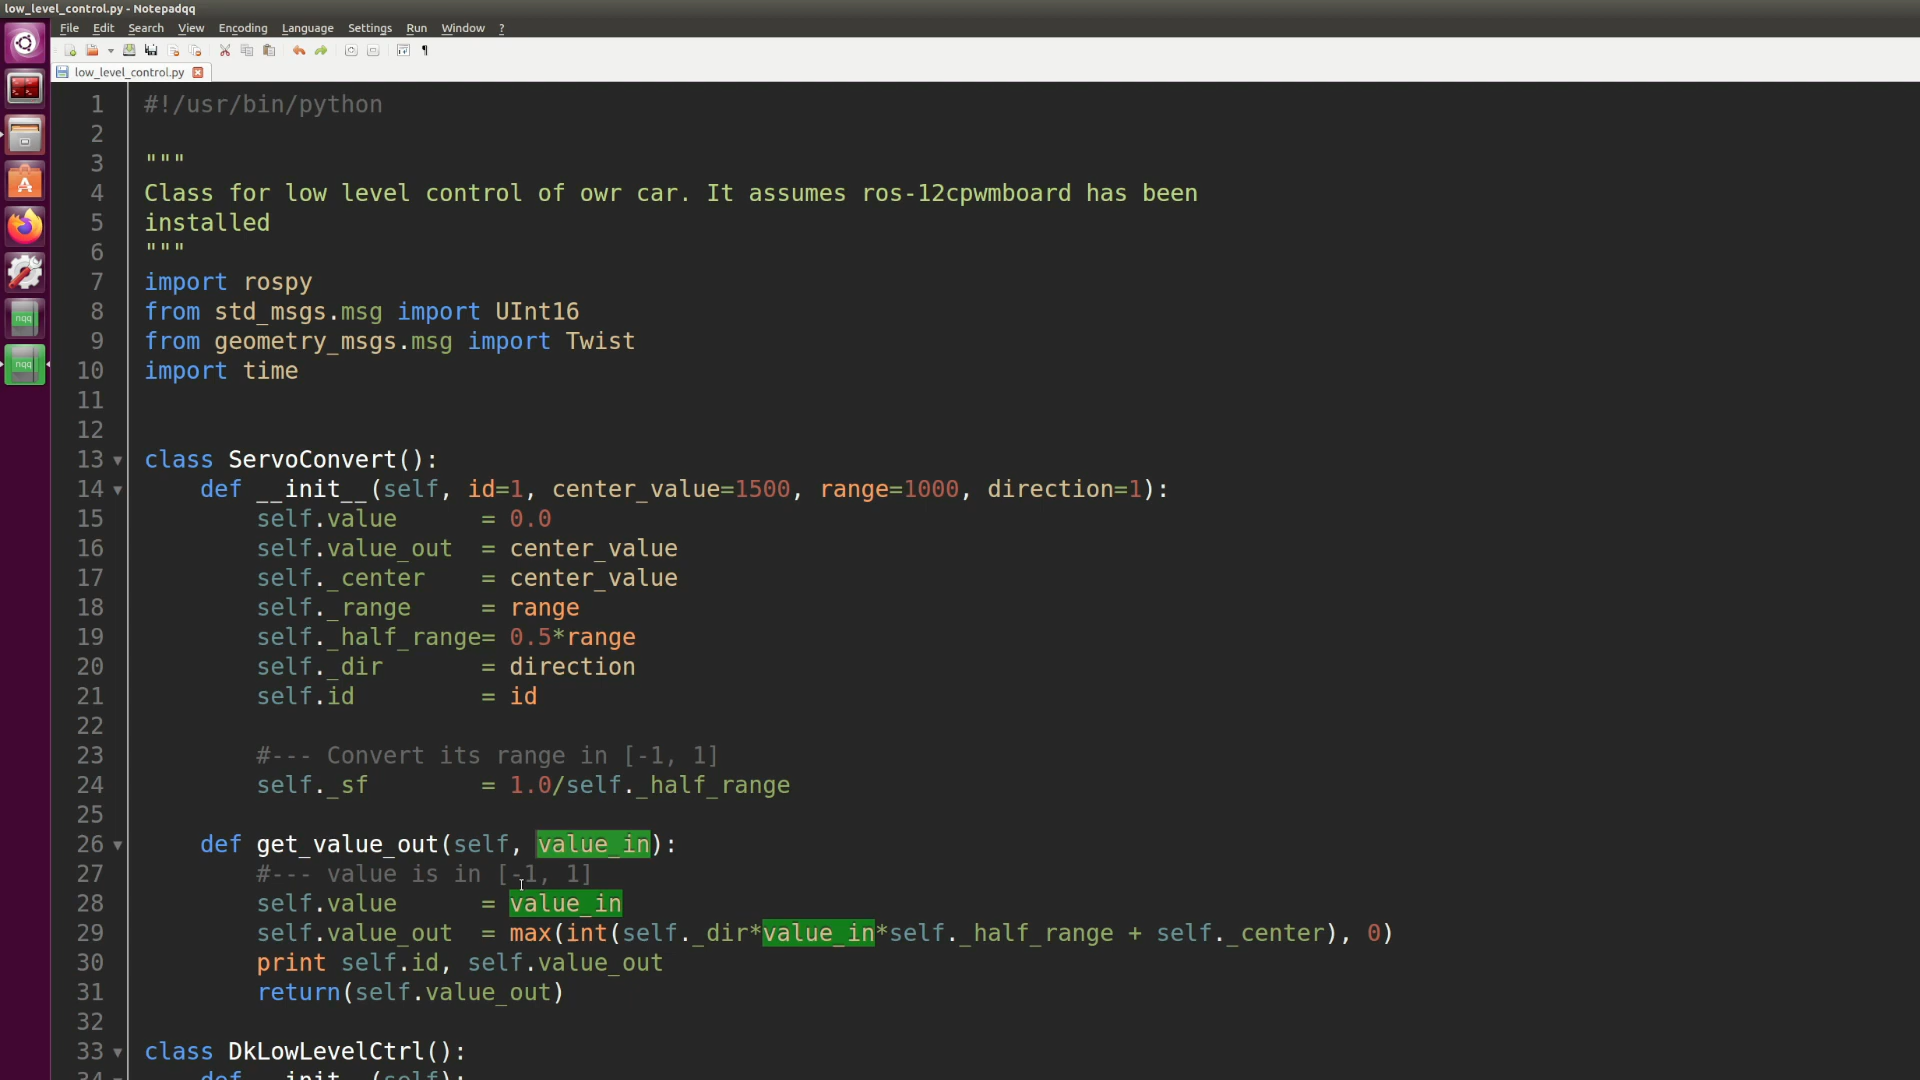 low_level_control.py - Notepadqq
File Edit Search View Encoding Language Settings Run Window ?
low_level_control.py
1 #!/usr/bin/python
2
3 """
4 Class for low level control of owr car. It assumes ros-12cpwmboard has been
5 installed
6 """
7 import rospy
8 from std_msgs.msg import UInt16
9 from geometry_msgs.msg import Twist
10 import time
11
12
13 class ServoConvert():
14     def __init__(self, id=1, center_value=1500, range=1000, direction=1):
15         self.value      = 0.0
16         self.value_out  = center_value
17         self._center    = center_value
18         self._range     = range
19         self._half_range= 0.5*range
20         self._dir       = direction
21         self.id         = id
22
23         #--- Convert its range in [-1, 1]
24         self._sf        = 1.0/self._half_range
25
26     def get_value_out(self, value_in):
27         #--- value is in [-1, 1]
28         self.value      = value_in
29         self.value_out  = max(int(self._dir*value_in*self._half_range + self._center), 0)
30         print self.id, self.value_out
31         return(self.value_out)
32
33 class DkLowLevelCtrl():
34     def __init__(self):
nqq
nqq